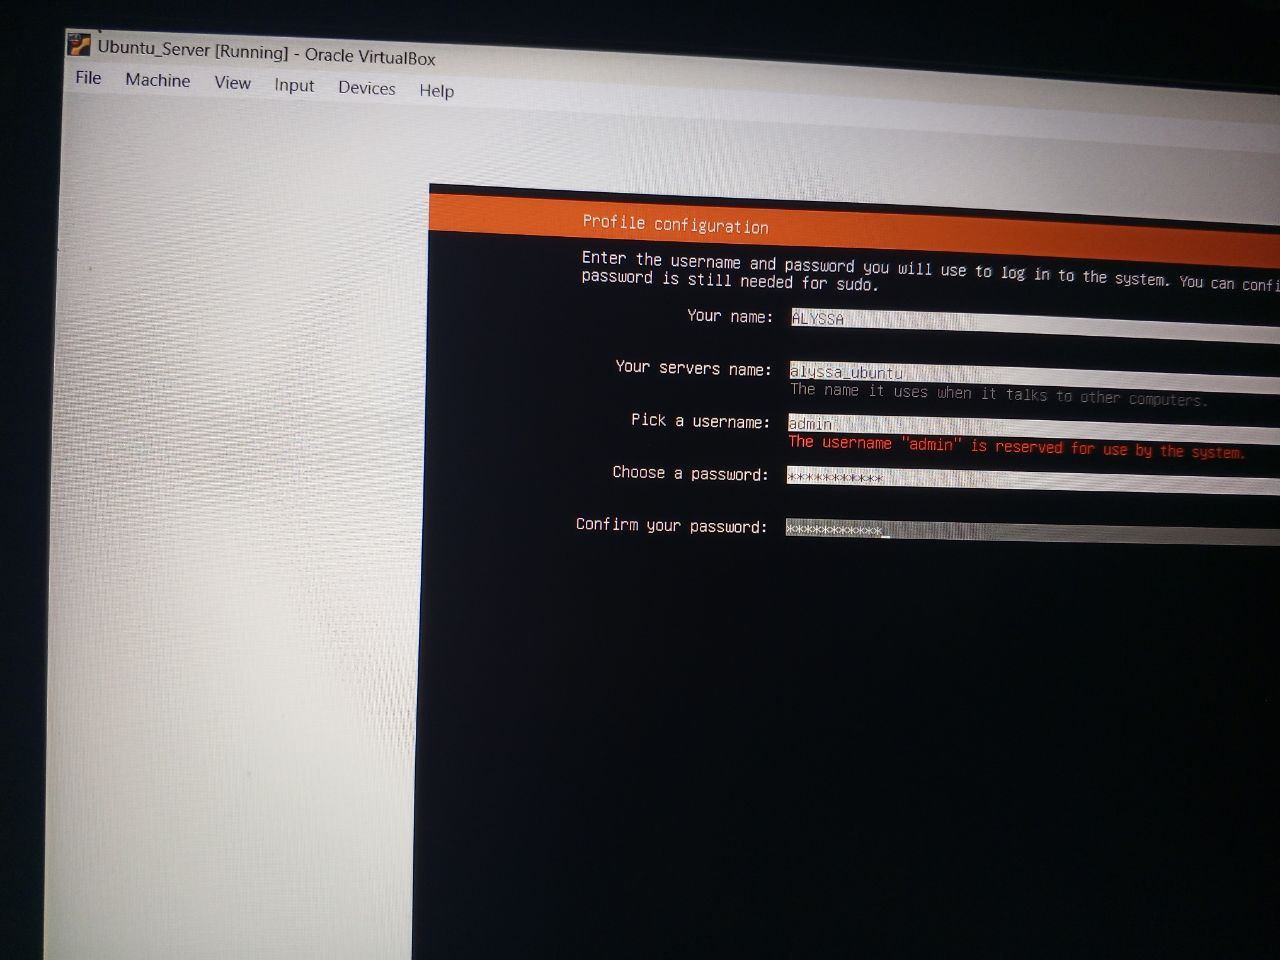 Ubuntu_Server [Running] - Oracle VirtualBox
File Machine View Input Devices Help
Profile configuration
Enter the username and password you will use to log in to the system. You can confi
password is still needed for sudo.
Your name: ALYSSA
Your servers name: alyssa_ubuntu
The name it uses when it talks to other computers.
Pick a username: admin
The username "admin" is reserved for use by the system.
Choose a password: ***********
Confirm your password: ***********_